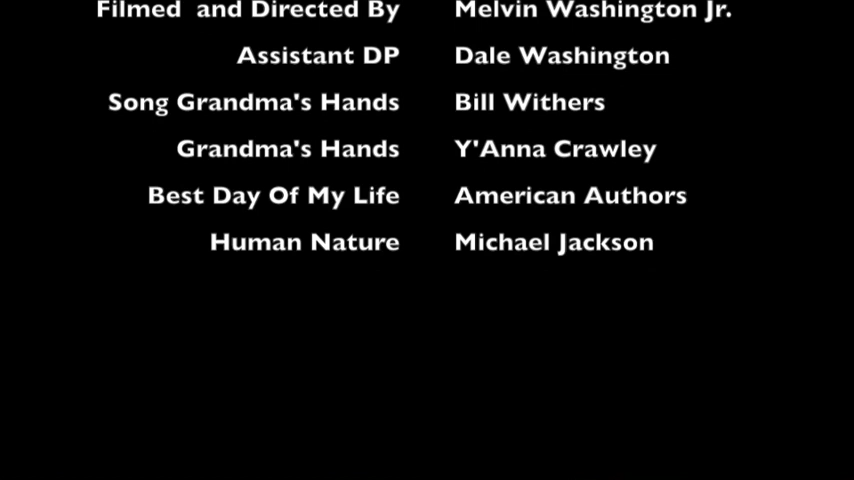 Filmed  and Directed By Melvin Washington Jr.
Assistant DP Dale Washington
Song Grandma's Hands Bill Withers
Grandma's Hands Y'Anna Crawley
Best Day Of My Life American Authors
Human Nature Michael Jackson